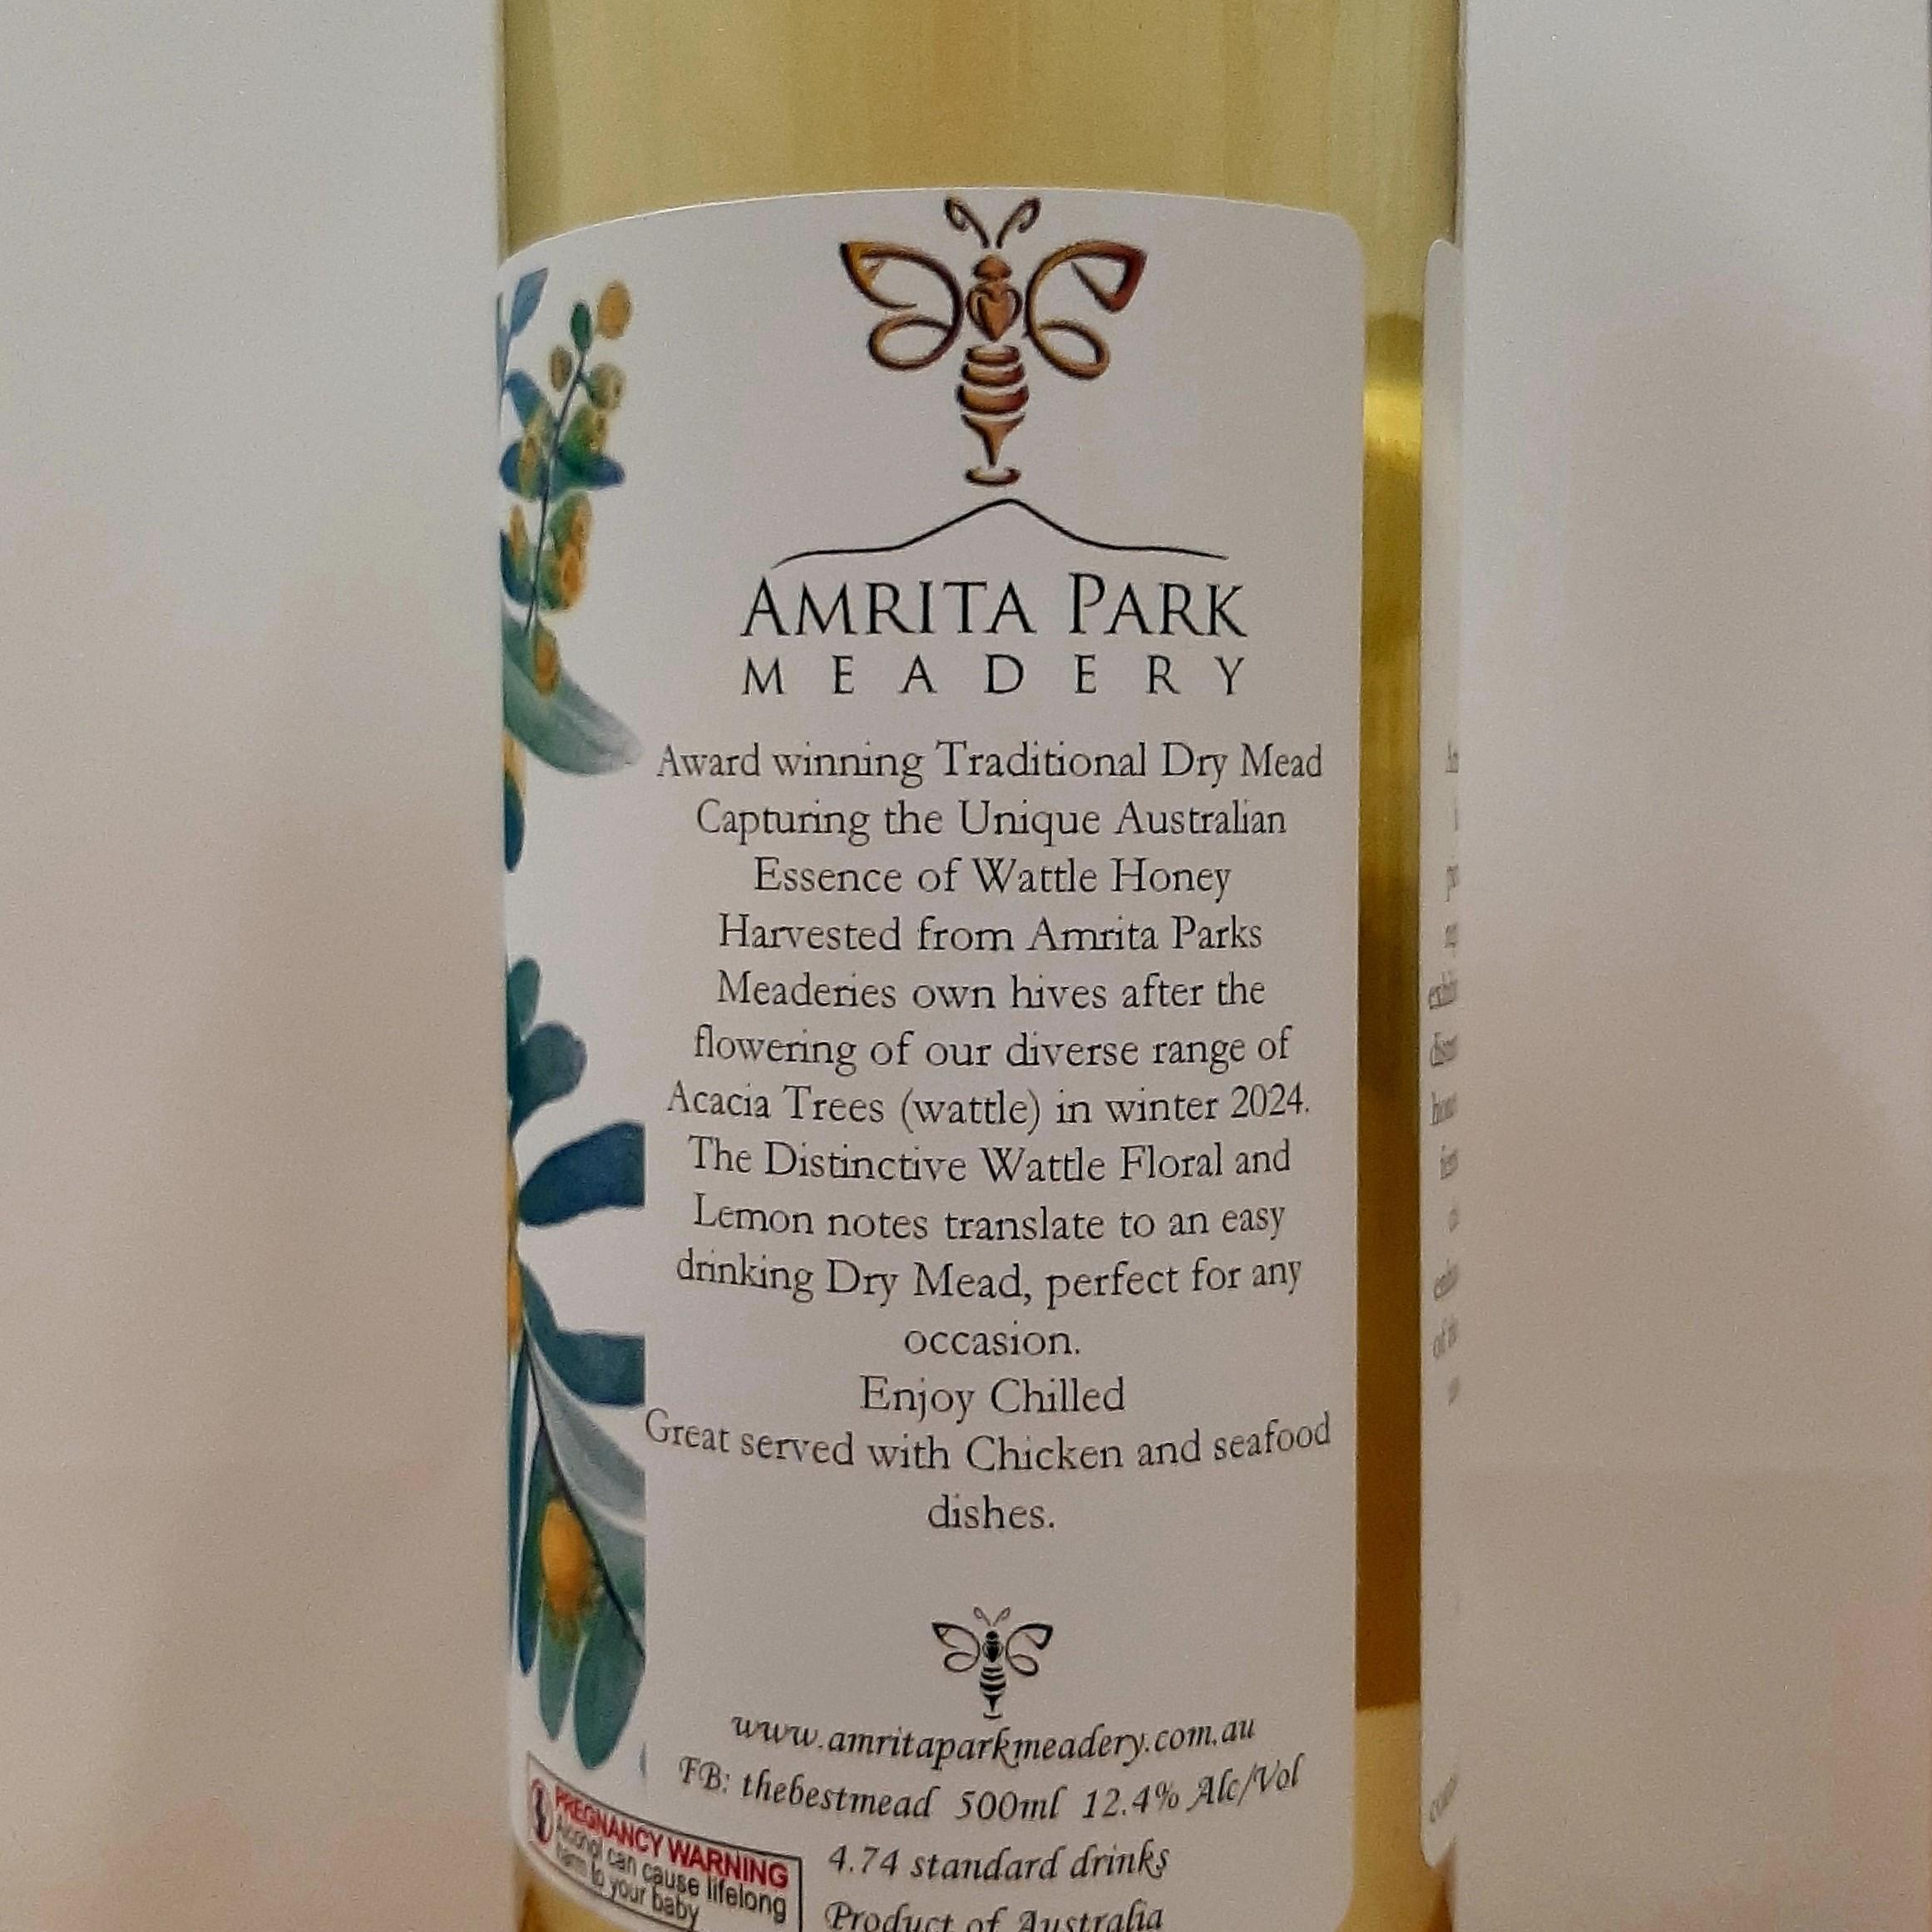 AMRITA PARK
MEADERY
Award winning Traditional Dry Mead
Capturing the Unique Australian
Essence of Wattle Honey
Harvested from Amrita Parks
Meaderies own hives after the
flowering of our diverse range of
Acacia Trees (wattle) in winter 2024.
The Distinctive Wattle Floral and
Lemon notes translate to an easy
drinking Dry Mead, perfect for any
occasion.
Enjoy Chilled
Great served with Chicken and seafood
dishes.
www.amritaparkmeadery.com.au
FB: thebestmead 500ml 12.4% Alc/Vol
4.74 standard drinks
Product of Australia
PREGNANCY WARNING
Alcohol can cause lifelong
harm to your baby